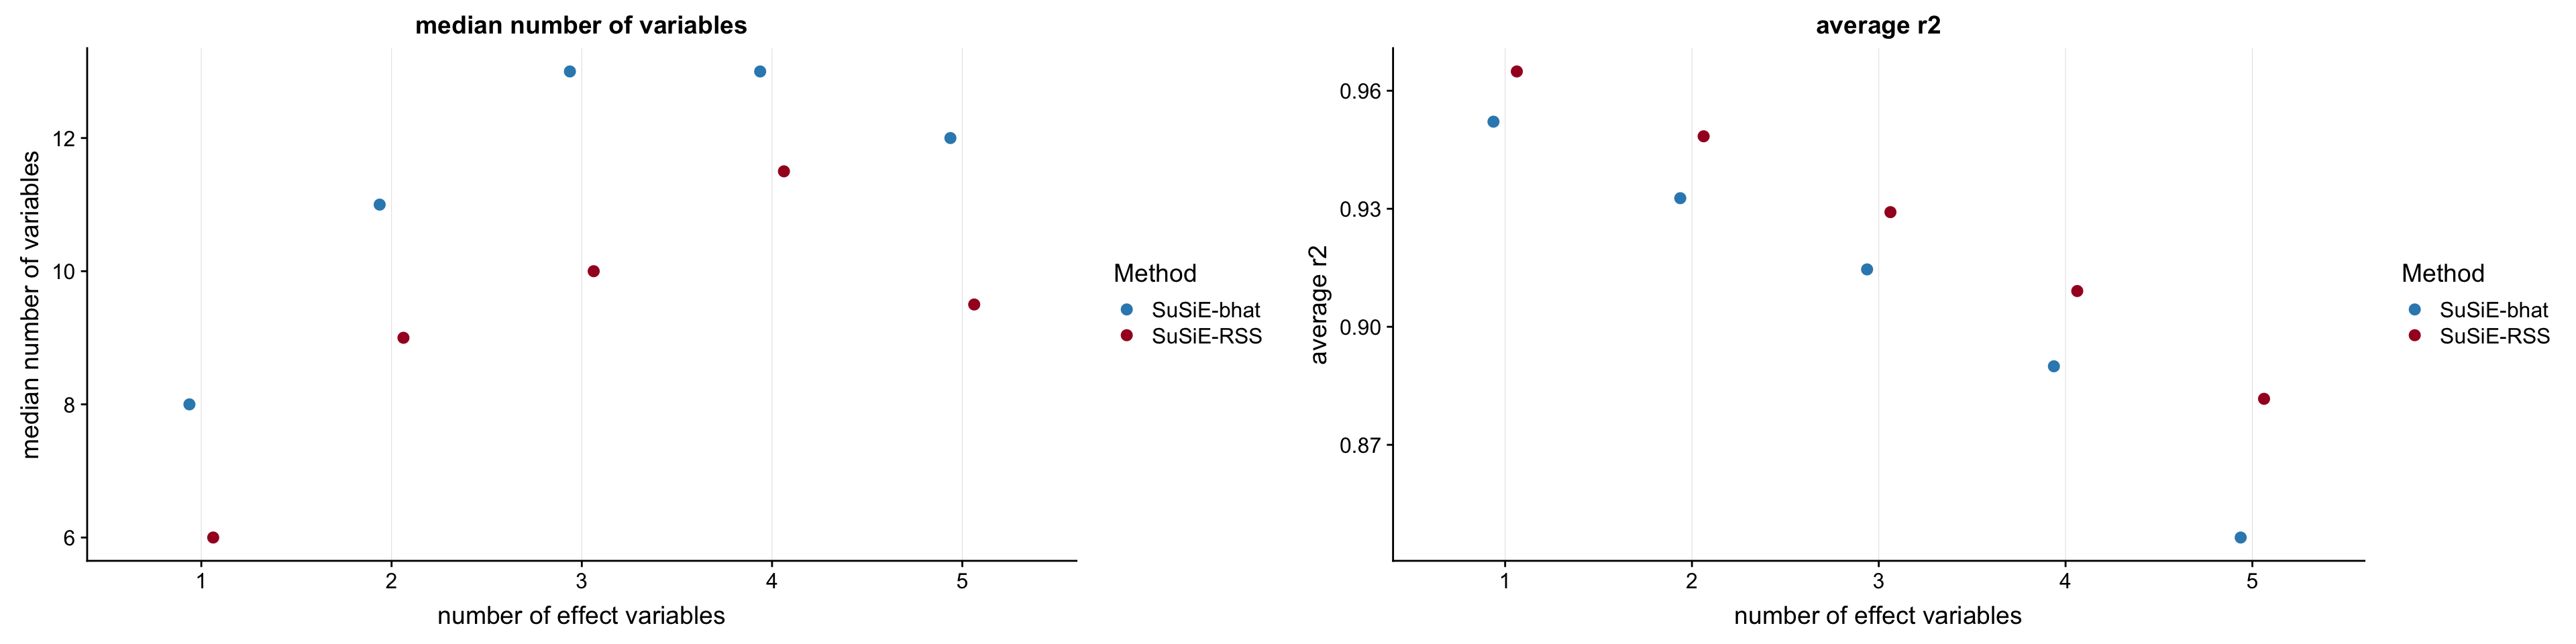 median number of variables
median number of variables
12
10
8
6
1 2 3 4 5
number of effect variables
Method
SuSiE-bhat
SuSiE-RSS
average r2
average r2
0.96
0.93
0.90
0.87
1 2 3 4 5
number of effect variables
Method
SuSiE-bhat
SuSiE-RSS